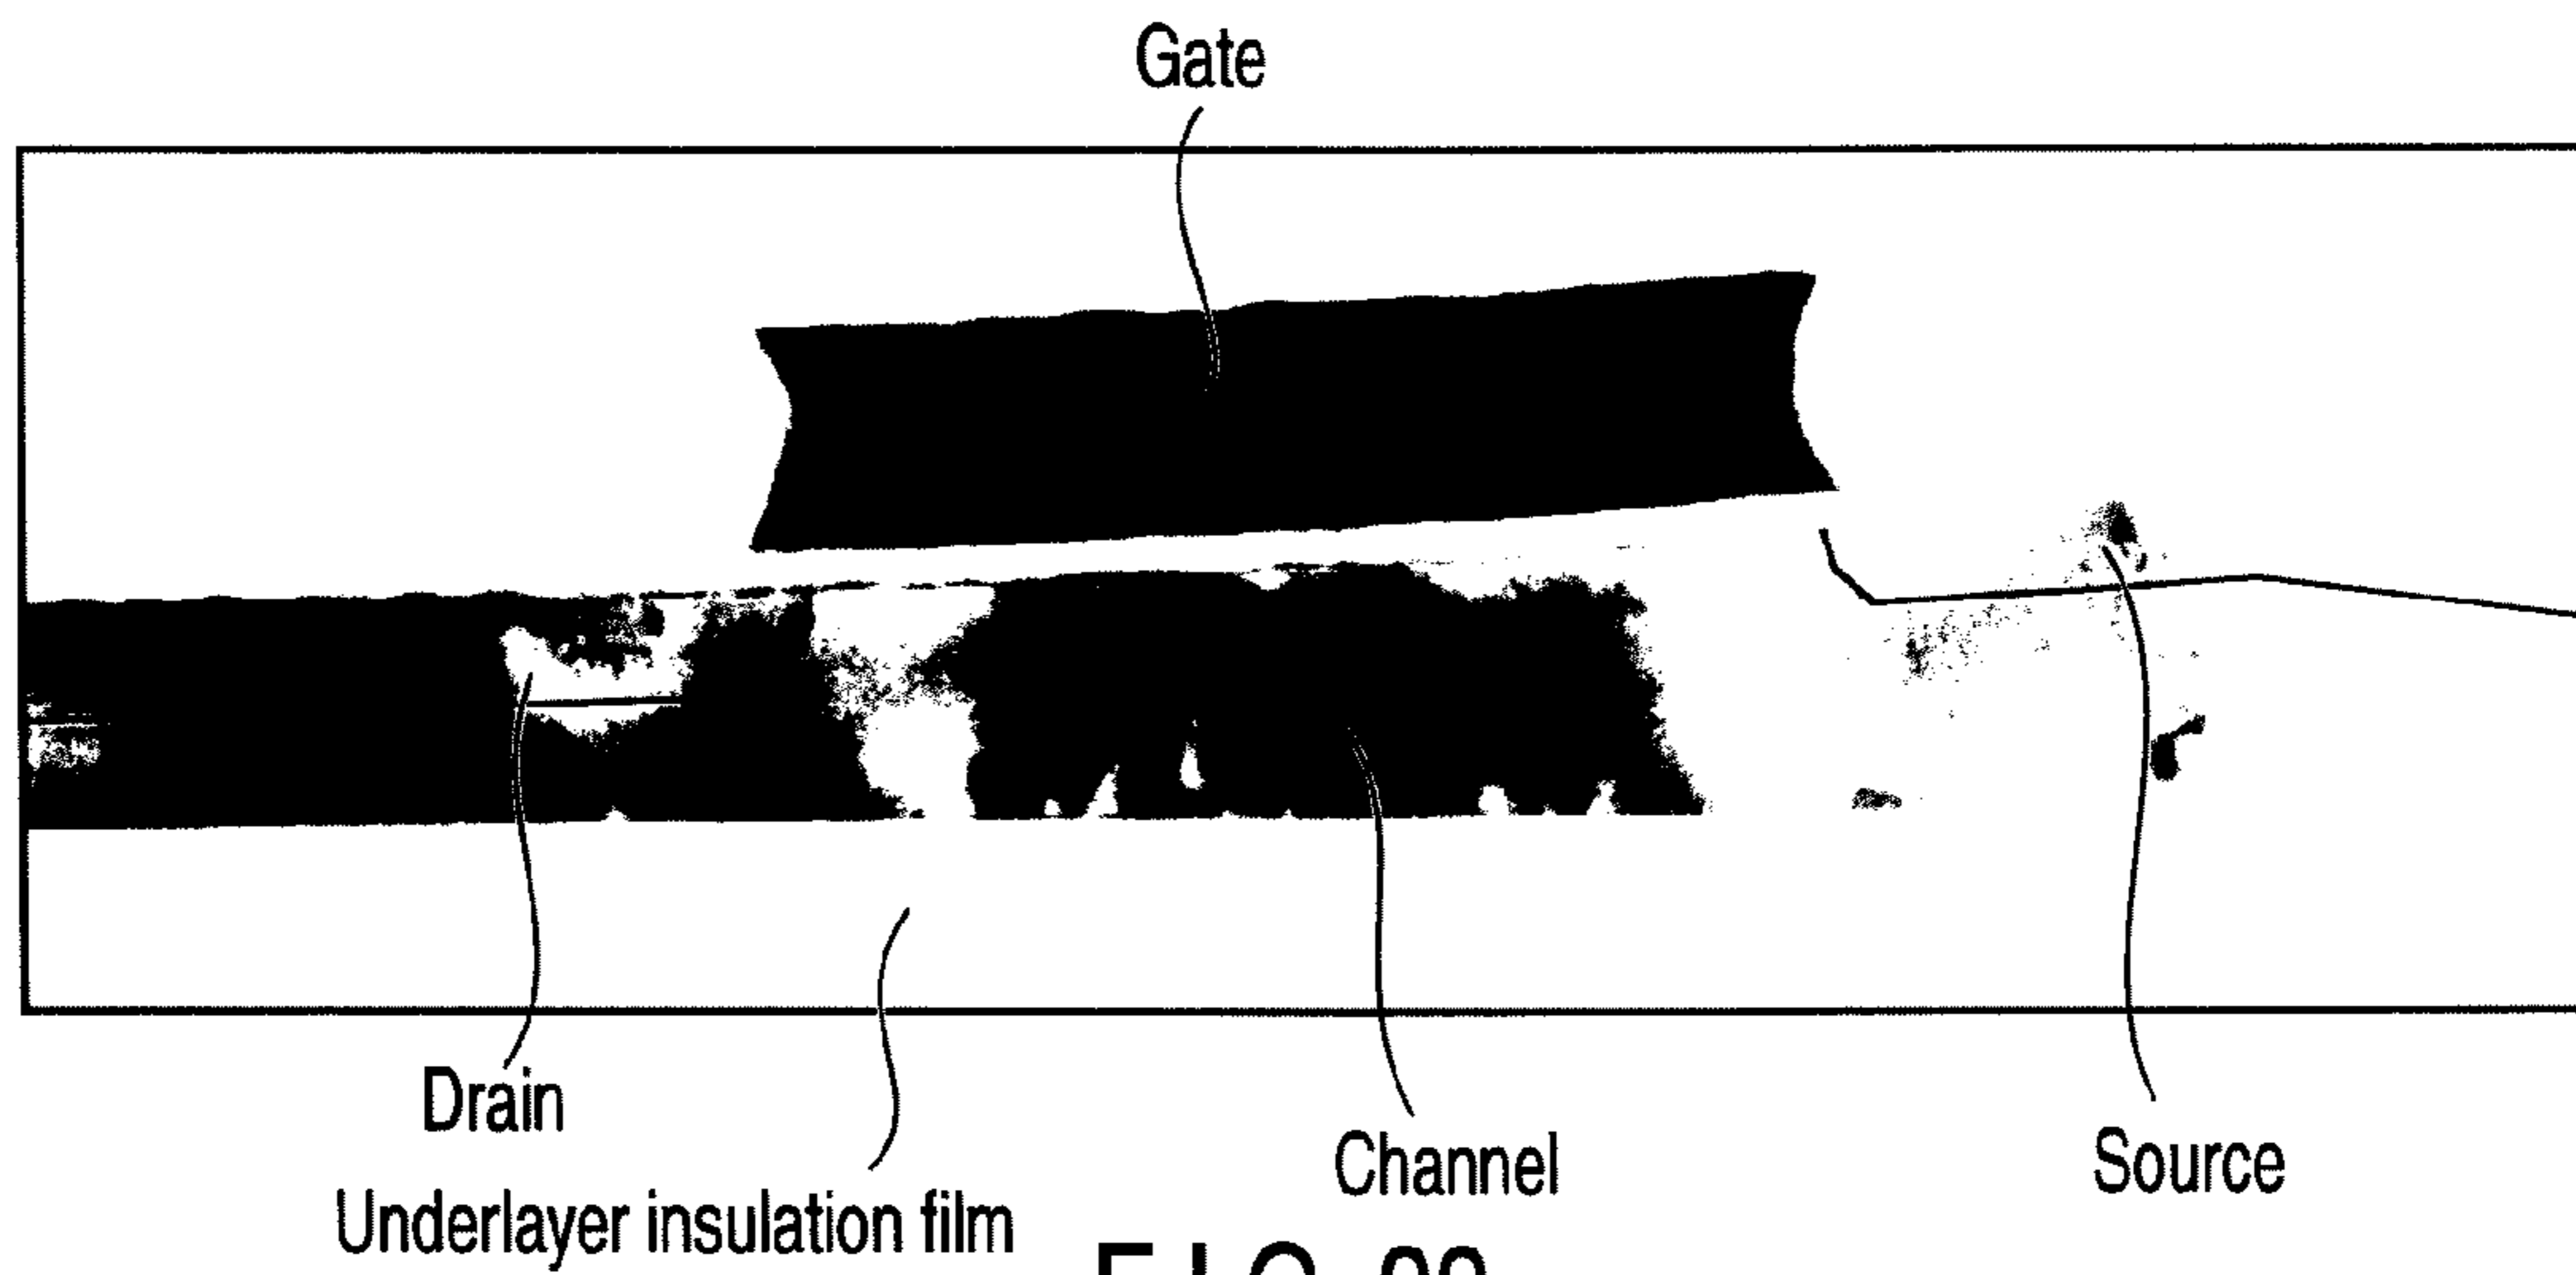 Gate
Drain
Underlayer insulation film
Channel
Source